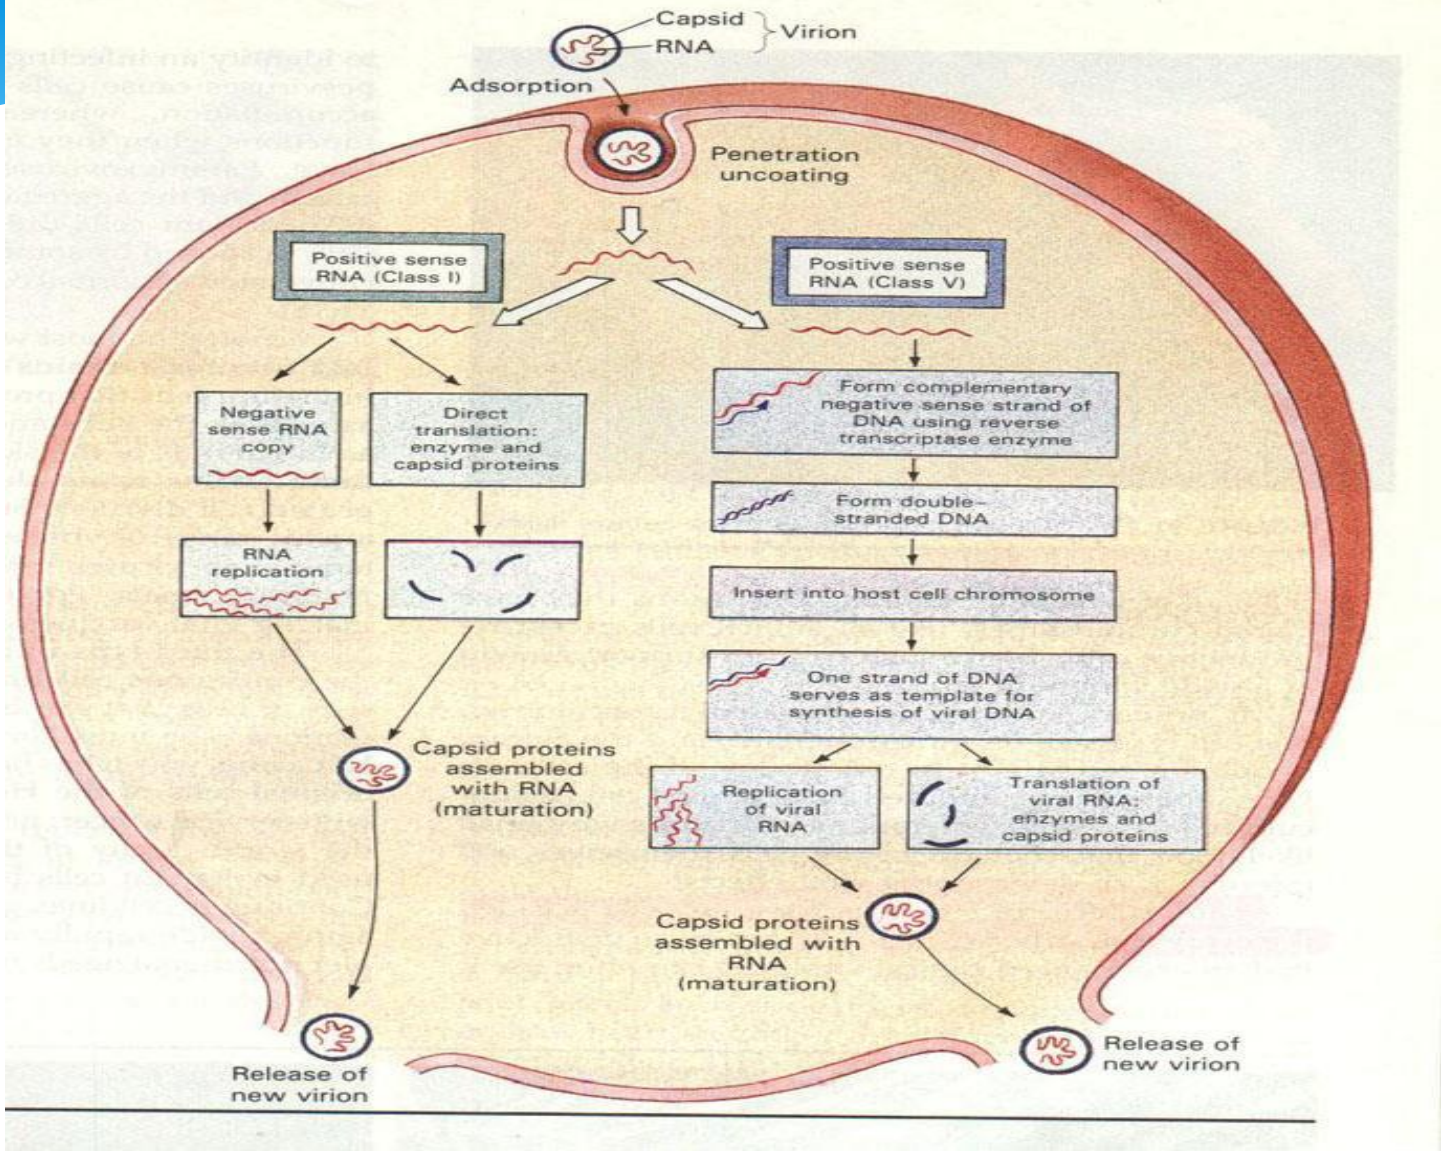 Capsid
RNA
Virion
Adsorption
Penetration
uncoating
Positive sense
RNA (Class I)
Positive sense
RNA (Class V)
Negative
sense RNA
copy
Direct
translation:
enzyme and
capsid proteins
Form complementary
negative sense strand of
DNA using reverse
transcriptase enzyme
Form double-
stranded DNA
RNA
replication
Insert into host cell chromosome
One strand of DNA
serves as template for
synthesis of viral DNA
Capsid proteins
assembled
with RNA
(maturation)
Replication
of viral
RNA
Translation of
viral RNA:
enzymes and
capsid proteins
Capsid proteins
assembled with
RNA
(maturation)
Release of
new virion
Release of
new virion